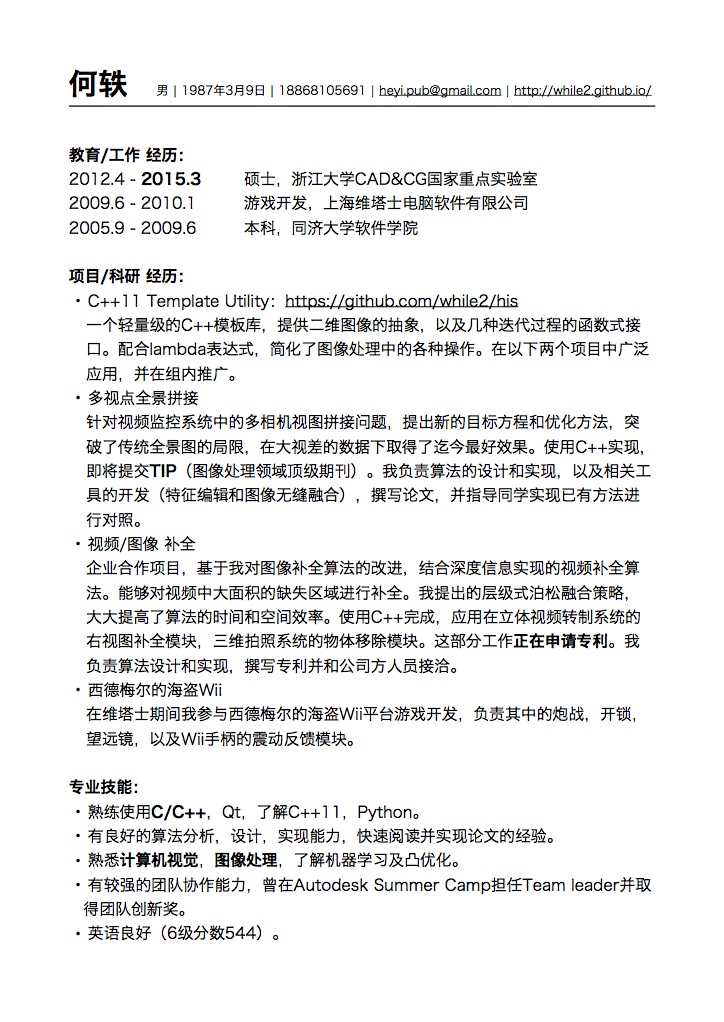 何轶 男 | 1987年3月9日 | 18868105691 | heyi.pub@gmail.com | http://while2.github.io/
教育/工作 经历：
2012.4 - 2015.3 硕士，浙江大学CAD&CG国家重点实验室
2009.6 - 2010.1 游戏开发，上海维塔士电脑软件有限公司
2005.9 - 2009.6 本科，同济大学软件学院
项目/科研 经历：
・C++11 Template Utility：https://github.com/while2/his
一个轻量级的C++模板库，提供二维图像的抽象，以及几种迭代过程的函数式接
口。配合lambda表达式，简化了图像处理中的各种操作。在以下两个项目中广泛
应用，并在组内推广。
・多视点全景拼接
针对视频监控系统中的多相机视图拼接问题，提出新的目标方程和优化方法，突
破了传统全景图的局限，在大视差的数据下取得了迄今最好效果。使用C++实现，
即将提交TIP（图像处理领域顶级期刊）。我负责算法的设计和实现，以及相关工
具的开发（特征编辑和图像无缝融合），撰写论文，并指导同学实现已有方法进
行对照。
・视频/图像 补全
企业合作项目，基于我对图像补全算法的改进，结合深度信息实现的视频补全算
法。能够对视频中大面积的缺失区域进行补全。我提出的层级式泊松融合策略，
大大提高了算法的时间和空间效率。使用C++完成，应用在立体视频转制系统的
右视图补全模块，三维拍照系统的物体移除模块。这部分工作正在申请专利。我
负责算法设计和实现，撰写专利并和公司方人员接洽。
・西德梅尔的海盗Wii
在维塔士期间我参与西德梅尔的海盗Wii平台游戏开发，负责其中的炮战，开锁，
望远镜，以及Wii手柄的震动反馈模块。
专业技能：
・熟练使用C/C++，Qt，了解C++11，Python。
・有良好的算法分析，设计，实现能力，快速阅读并实现论文的经验。
・熟悉计算机视觉，图像处理，了解机器学习及凸优化。
・有较强的团队协作能力，曾在Autodesk Summer Camp担任Team leader并取
得团队创新奖。
・英语良好（6级分数544）。